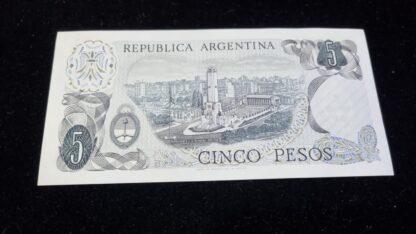 REPUBLICA ARGENTINA
5
5
CINCO PESOS